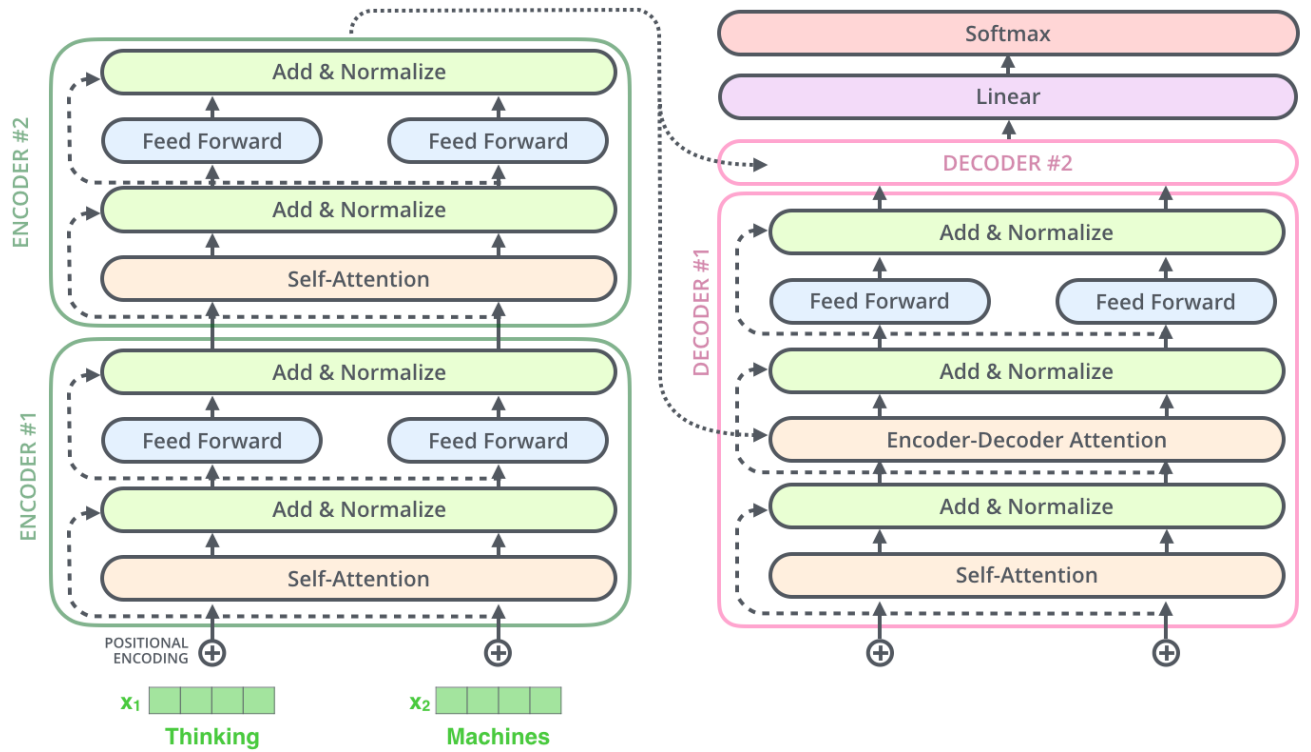 ENCODER #2
Add & Normalize
Feed Forward
Feed Forward
Add & Normalize
Self-Attention
ENCODER #1
Add & Normalize
Feed Forward
Feed Forward
Add & Normalize
Self-Attention
POSITIONAL
ENCODING
x₁
x₂
Thinking
Machines
Softmax
Linear
DECODER #2
DECODER #1
Add & Normalize
Feed Forward
Feed Forward
Add & Normalize
Encoder-Decoder Attention
Add & Normalize
Self-Attention